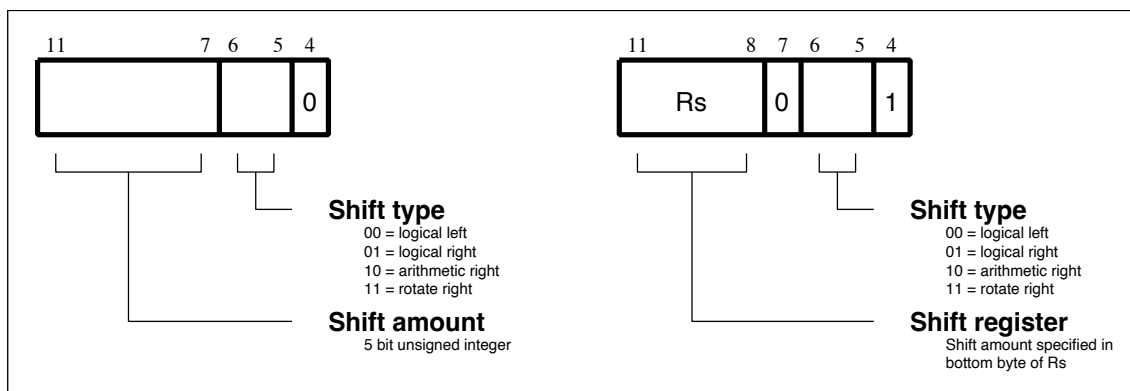 11 7 6 5 4
0
Shift type
00 = logical left
01 = logical right
10 = arithmetic right
11 = rotate right
Shift amount
5 bit unsigned integer
11 8 7 6 5 4
Rs 0 1
Shift type
00 = logical left
01 = logical right
10 = arithmetic right
11 = rotate right
Shift register
Shift amount specified in
bottom byte of Rs